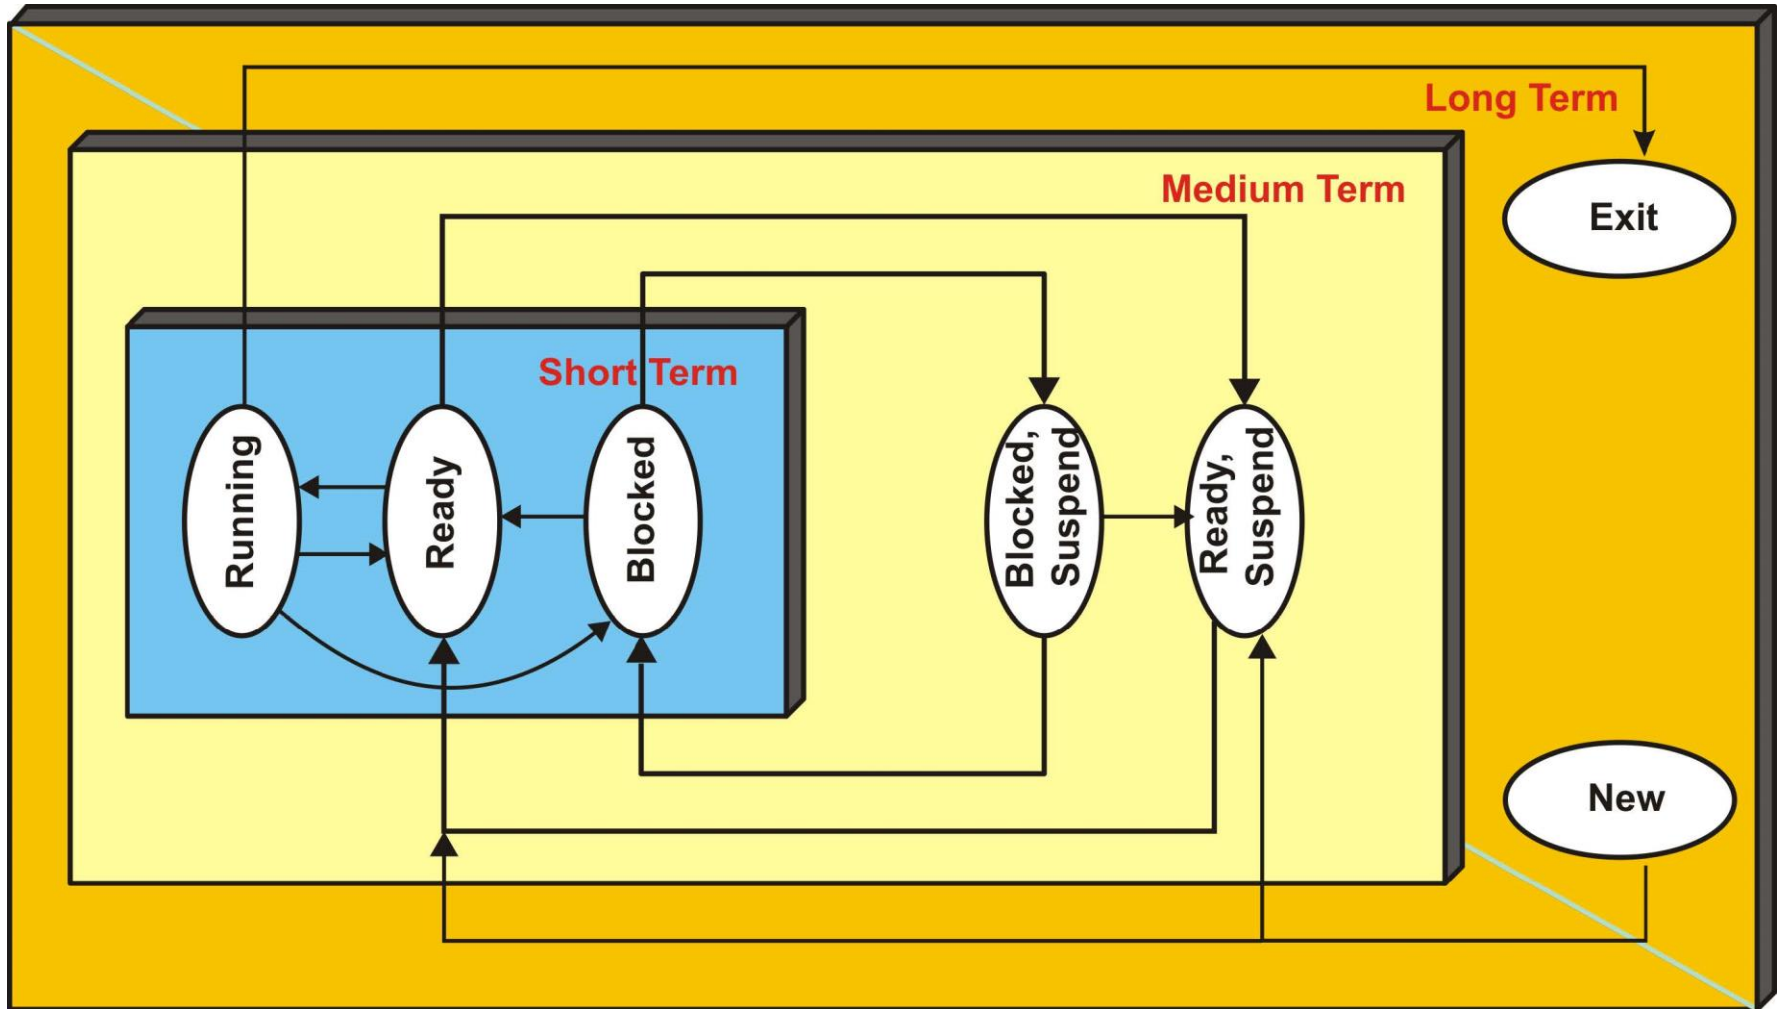 Long Term
Medium Term
Exit
Short Term
Running
Ready
Blocked
Blocked,
Suspend
Ready,
Suspend
New